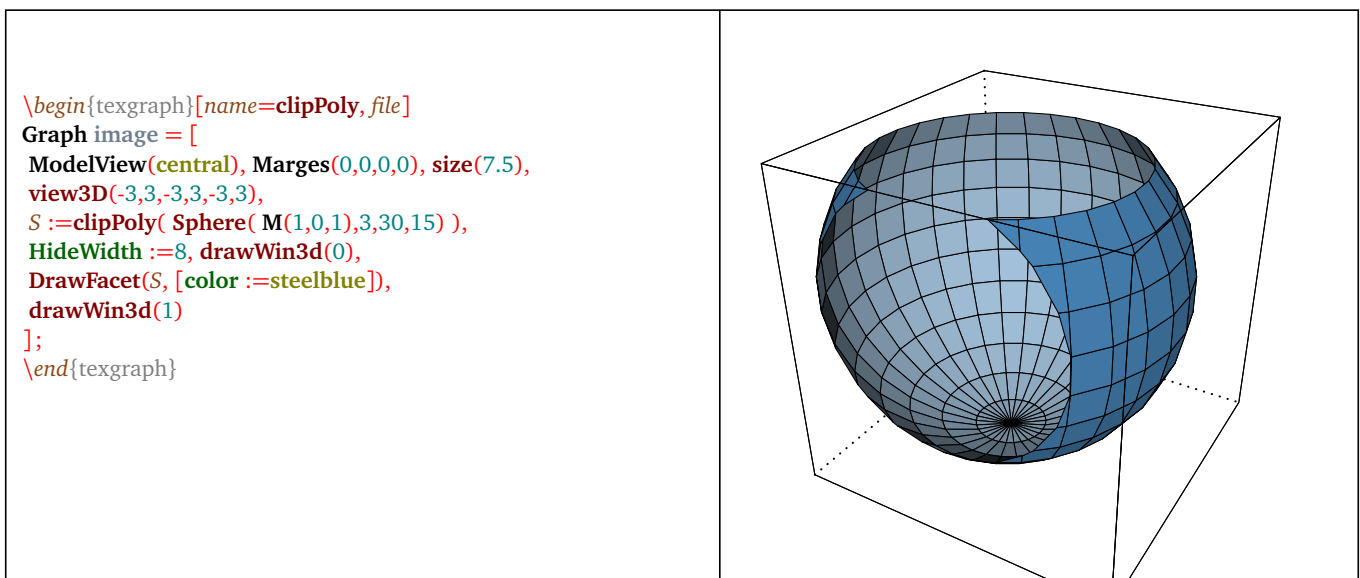 \begin{texgraph}[name=clipPoly, file]
Graph image = [
ModelView(central), Marges(0,0,0,0), size(7.5),
view3D(-3,3,-3,3,-3,3),
S :=clipPoly( Sphere( M(1,0,1),3,30,15) ),
HideWidth :=8, drawWin3d(0),
DrawFacet(S, [color :=steelblue]),
drawWin3d(1)
];
\end{texgraph}